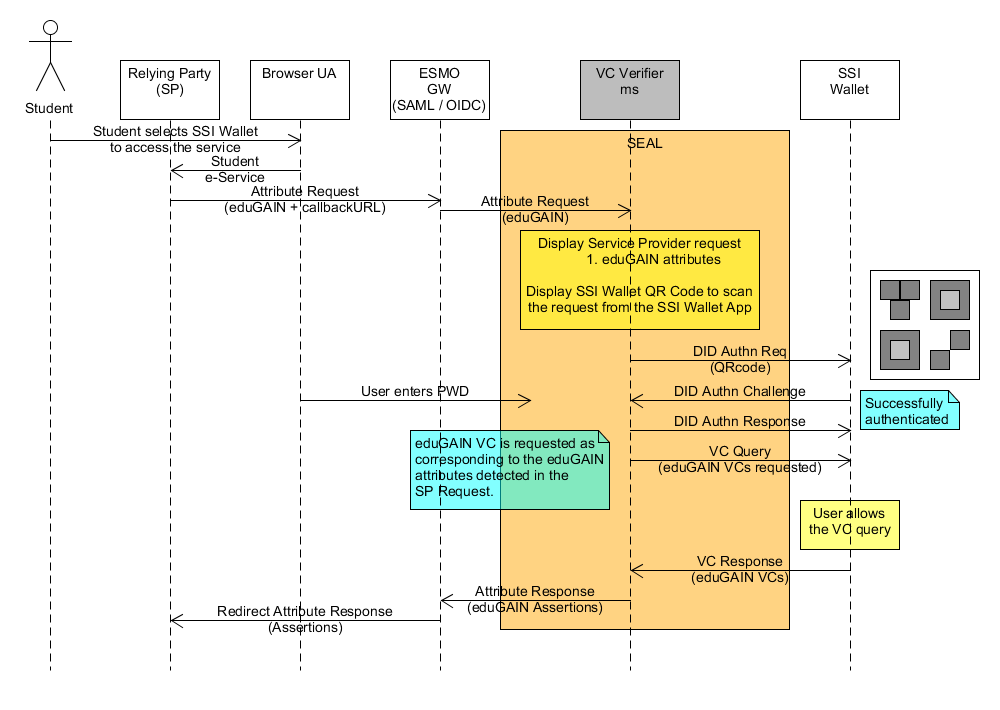 Student
Relying Party
(SP)
Browser UA
ESMO
GW
(SAML / OIDC)
VC Verifier
ms
SSI
Wallet
Student selects SSI Wallet
to access the service
SEAL
Student
e-Service
Attribute Request
(eduGAIN + callbackURL)
Attribute Request
(eduGAIN)
Display Service Provider request
1. eduGAIN attributes
Display SSI Wallet QR Code to scan
the request from the SSI Wallet App
DID Authn Req
(QRcode)
User enters PWD
DID Authn Challenge
Successfully
authenticated
DID Authn Response
eduGAIN VC is requested as
corresponding to the eduGAIN
attributes detected in the
SP Request.
VC Query
(eduGAIN VCs requested)
User allows
the VC query
VC Response
(eduGAIN VCs)
Attribute Response
(eduGAIN Assertions)
Redirect Attribute Response
(Assertions)